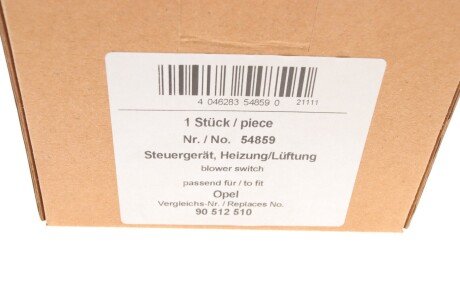 4 046283 54859 0 21111
1 Stück / piece
Nr. / No. 54859
Steuergerät, Heizung/Lüftung
blower switch
passend für / to fit
Opel
Vergleichs-Nr. / Replaces No.
90 512 510